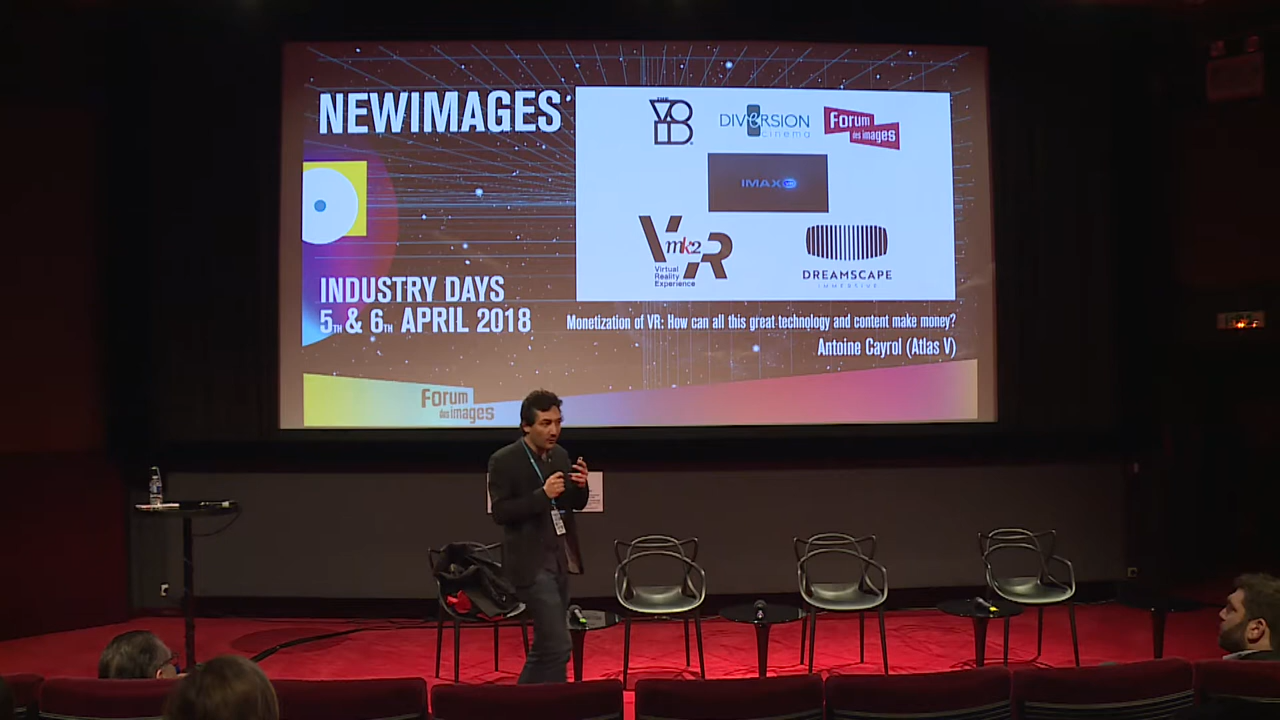 NEWIMAGES
INDUSTRY DAYS
5TH & 6TH APRIL 2018
Forum
des images
THE
VOID
DIVERSION
cinema
Forum
des images
IMAX VR
VR
mk2
Virtual
Reality
Experience
DREAMSCAPE
IMMERSIVE
Monetization of VR: How can all this great technology and content make money?
Antoine Cayrol (Atlas V)